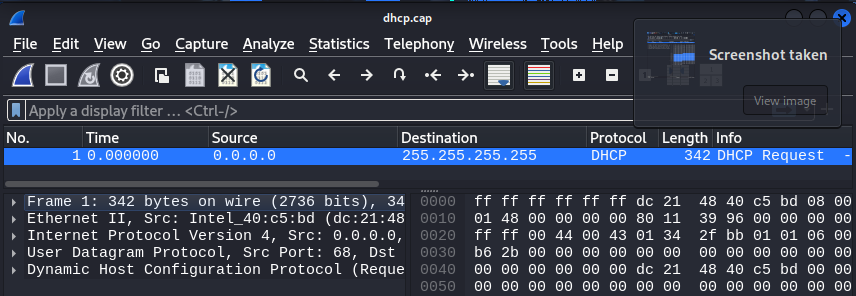 dhcp.cap
File Edit View Go Capture Analyze Statistics Telephony Wireless Tools Help
Screenshot taken
View image
Apply a display filter ... <Ctrl-/>
No. Time Source Destination Protocol Length Info
1 0.000000 0.0.0.0 255.255.255.255 DHCP 342 DHCP Request -
Frame 1: 342 bytes on wire (2736 bits), 34
Ethernet II, Src: Intel_40:c5:bd (dc:21:48
Internet Protocol Version 4, Src: 0.0.0.0,
User Datagram Protocol, Src Port: 68, Dst
Dynamic Host Configuration Protocol (Reque
0000 ff ff ff ff ff ff dc 21 48 40 c5 bd 08 00
0010 01 48 00 00 00 00 80 11 39 96 00 00 00 00
0020 ff ff 00 44 00 43 01 34 2f bb 01 01 06 00
0030 b6 2b 00 00 00 00 00 00 00 00 00 00 00 00
0040 00 00 00 00 00 00 dc 21 48 40 c5 bd 00 00
0050 00 00 00 00 00 00 00 00 00 00 00 00 00 00